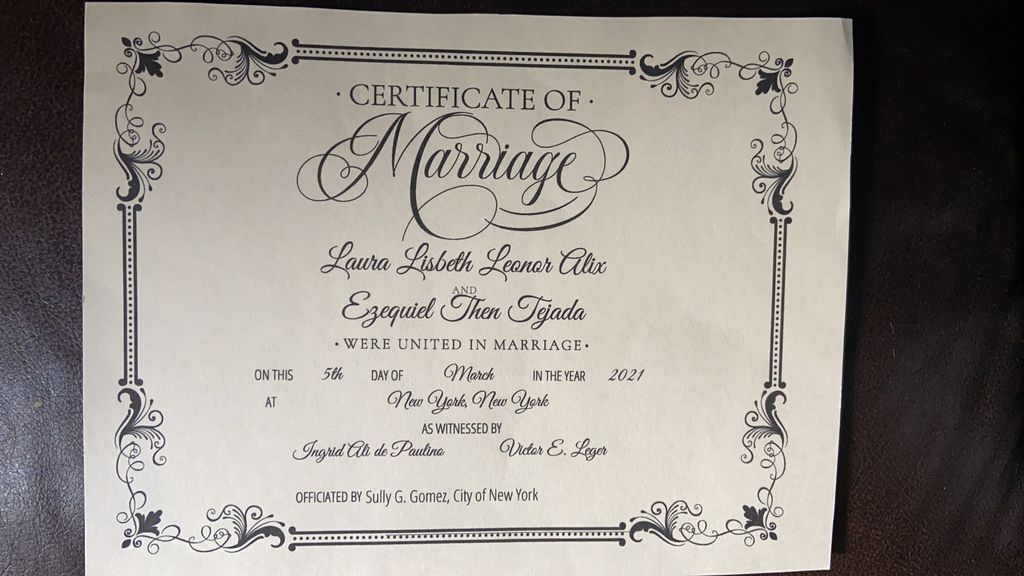 · CERTIFICATE OF ·
Marriage
Laura Lisbeth Leonor Alix
AND
Ezequiel Then Tejada
· WERE UNITED IN MARRIAGE ·
ON THIS 5th DAY OF March IN THE YEAR 2021
AT New York, New York
AS WITNESSED BY
Ingrid Ali de Paulino Victor E. Leger
OFFICIATED BY Sully G. Gomez, City of New York